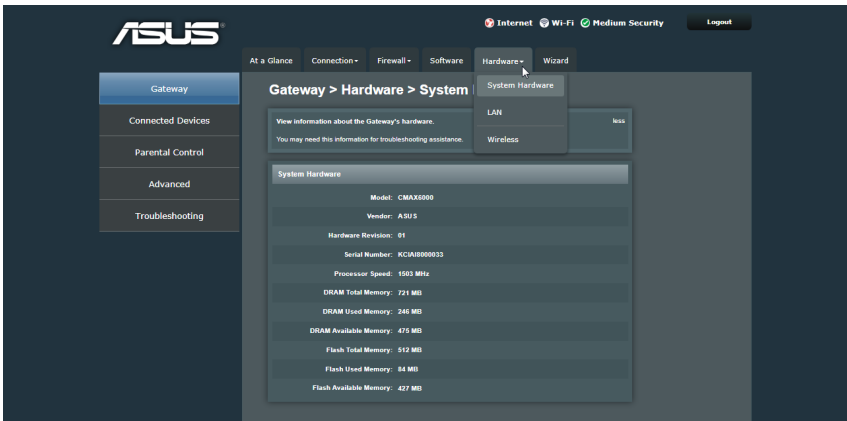 ASUS
Internet Wi-Fi Medium Security Logout
At a Glance Connection Firewall Software Hardware Wizard
System Hardware
LAN
Wireless
Gateway
Connected Devices
Parental Control
Advanced
Troubleshooting
Gateway > Hardware > System
View information about the Gateway's hardware. less
You may need this information for troubleshooting assistance.
System Hardware
Model: CMAX6000
Vendor: ASUS
Hardware Revision: 01
Serial Number: KCIAI8000033
Processor Speed: 1503 MHz
DRAM Total Memory: 721 MB
DRAM Used Memory: 246 MB
DRAM Available Memory: 475 MB
Flash Total Memory: 512 MB
Flash Used Memory: 84 MB
Flash Available Memory: 427 MB